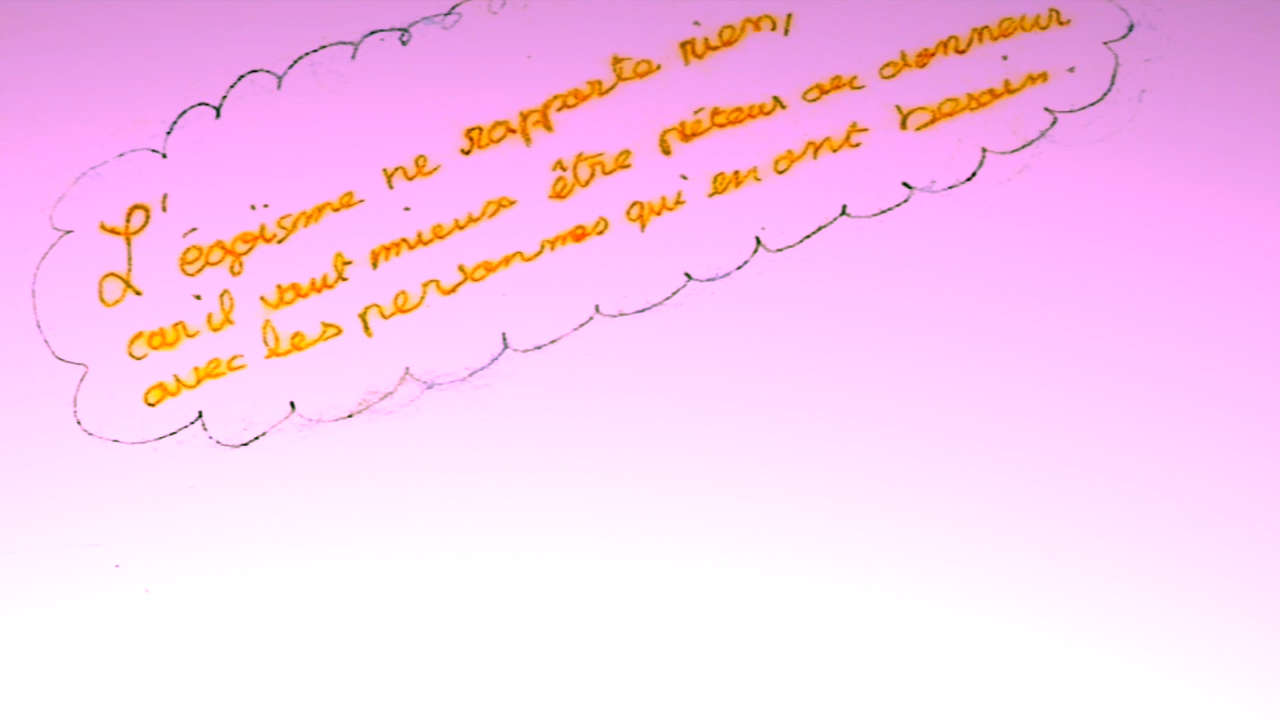 L'égoïsme ne rapporte rien,
car il vaut mieux être prêteur ou donneur
avec les personnes qui en ont besoin.